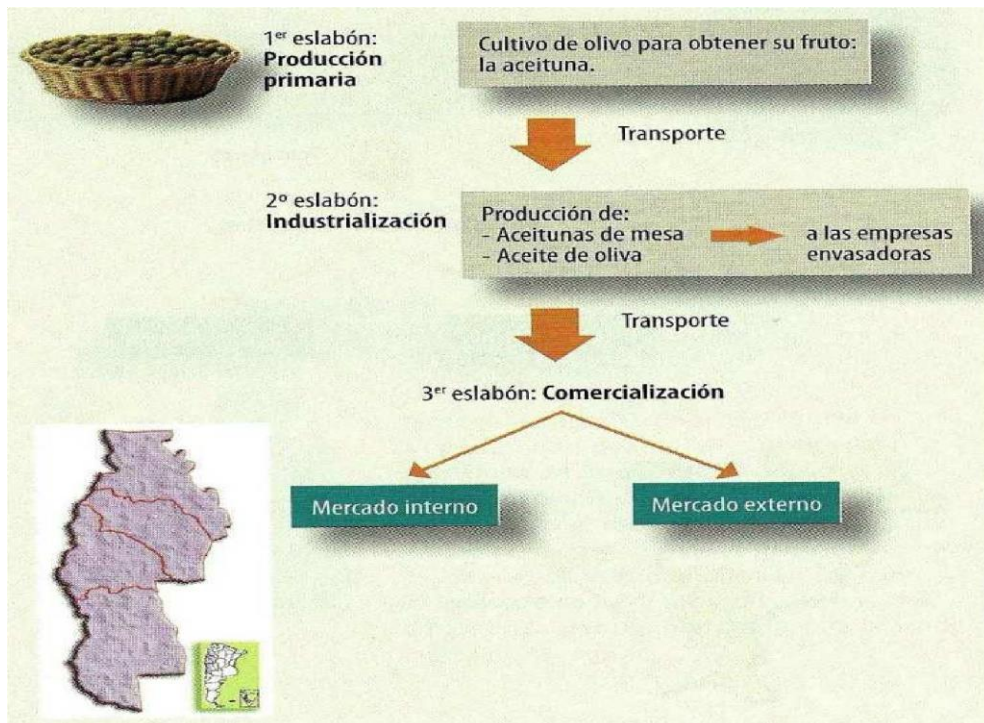 1er eslabón:
Producción
primaria
Cultivo de olivo para obtener su fruto:
la aceituna.
Transporte
2º eslabón:
Industrialización
Producción de:
- Aceitunas de mesa
- Aceite de oliva
a las empresas
envasadoras
Transporte
3er eslabón: Comercialización
Mercado interno
Mercado externo